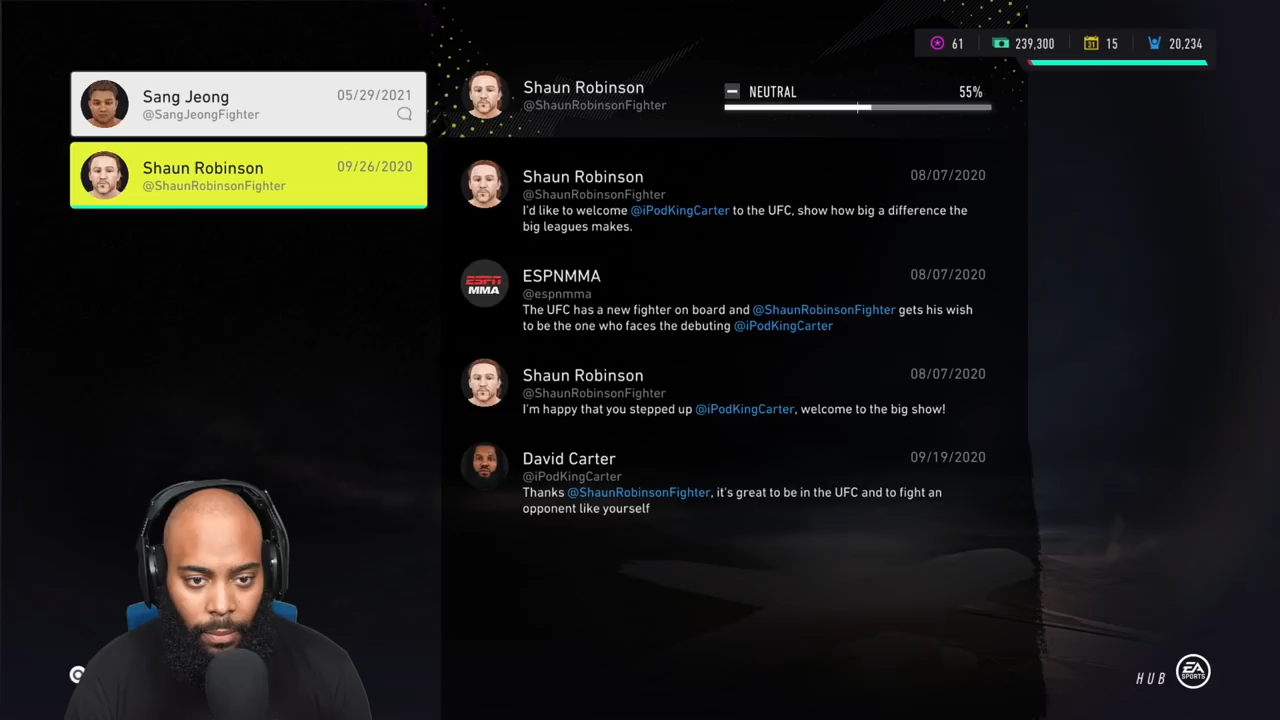 61
239,300
31
15
20,234
Sang Jeong
05/29/2021
@SangJeongFighter
Shaun Robinson
09/26/2020
@ShaunRobinsonFighter
Shaun Robinson
@ShaunRobinsonFighter
NEUTRAL
55%
Shaun Robinson
08/07/2020
@ShaunRobinsonFighter
I'd like to welcome @iPodKingCarter to the UFC, show how big a difference the
big leagues makes.
ESPN
MMA
ESPNMMA
08/07/2020
@espnmma
The UFC has a new fighter on board and @ShaunRobinsonFighter gets his wish
to be the one who faces the debuting @iPodKingCarter
Shaun Robinson
08/07/2020
@ShaunRobinsonFighter
I'm happy that you stepped up @iPodKingCarter, welcome to the big show!
David Carter
09/19/2020
@iPodKingCarter
Thanks @ShaunRobinsonFighter, it's great to be in the UFC and to fight an
opponent like yourself
HUB
EA
SPORTS